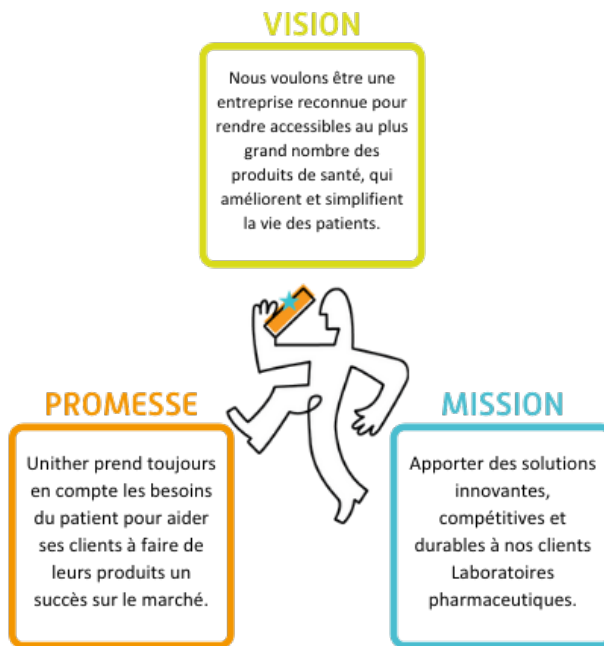 VISION
Nous voulons être une
entreprise reconnue pour
rendre accessibles au plus
grand nombre des
produits de santé, qui
améliorent et simplifient
la vie des patients.
PROMESSE
Unither prend toujours
en compte les besoins
du patient pour aider
ses clients à faire de
leurs produits un
succès sur le marché.
MISSION
Apporter des solutions
innovantes,
compétitives et
durables à nos clients
Laboratoires
pharmaceutiques.